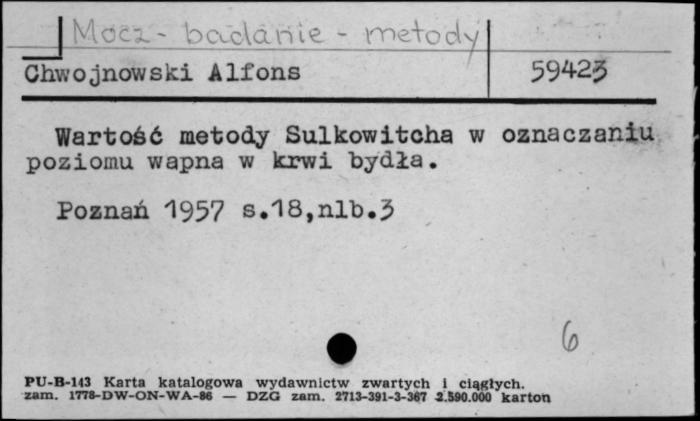 Mocz - badanie - metody
Chwojnowski Alfons 59423
Wartość metody Sulkowitcha w oznaczaniu
poziomu wapna w krwi bydła.
Poznań 1957 s.18,nlb.3
6
PU-B-143 Karta katalogowa wydawnictw zwartych i ciągłych.
zam. 1778-DW-ON-WA-86 — DZG zam. 2713-391-3-367 2.590.000 karton